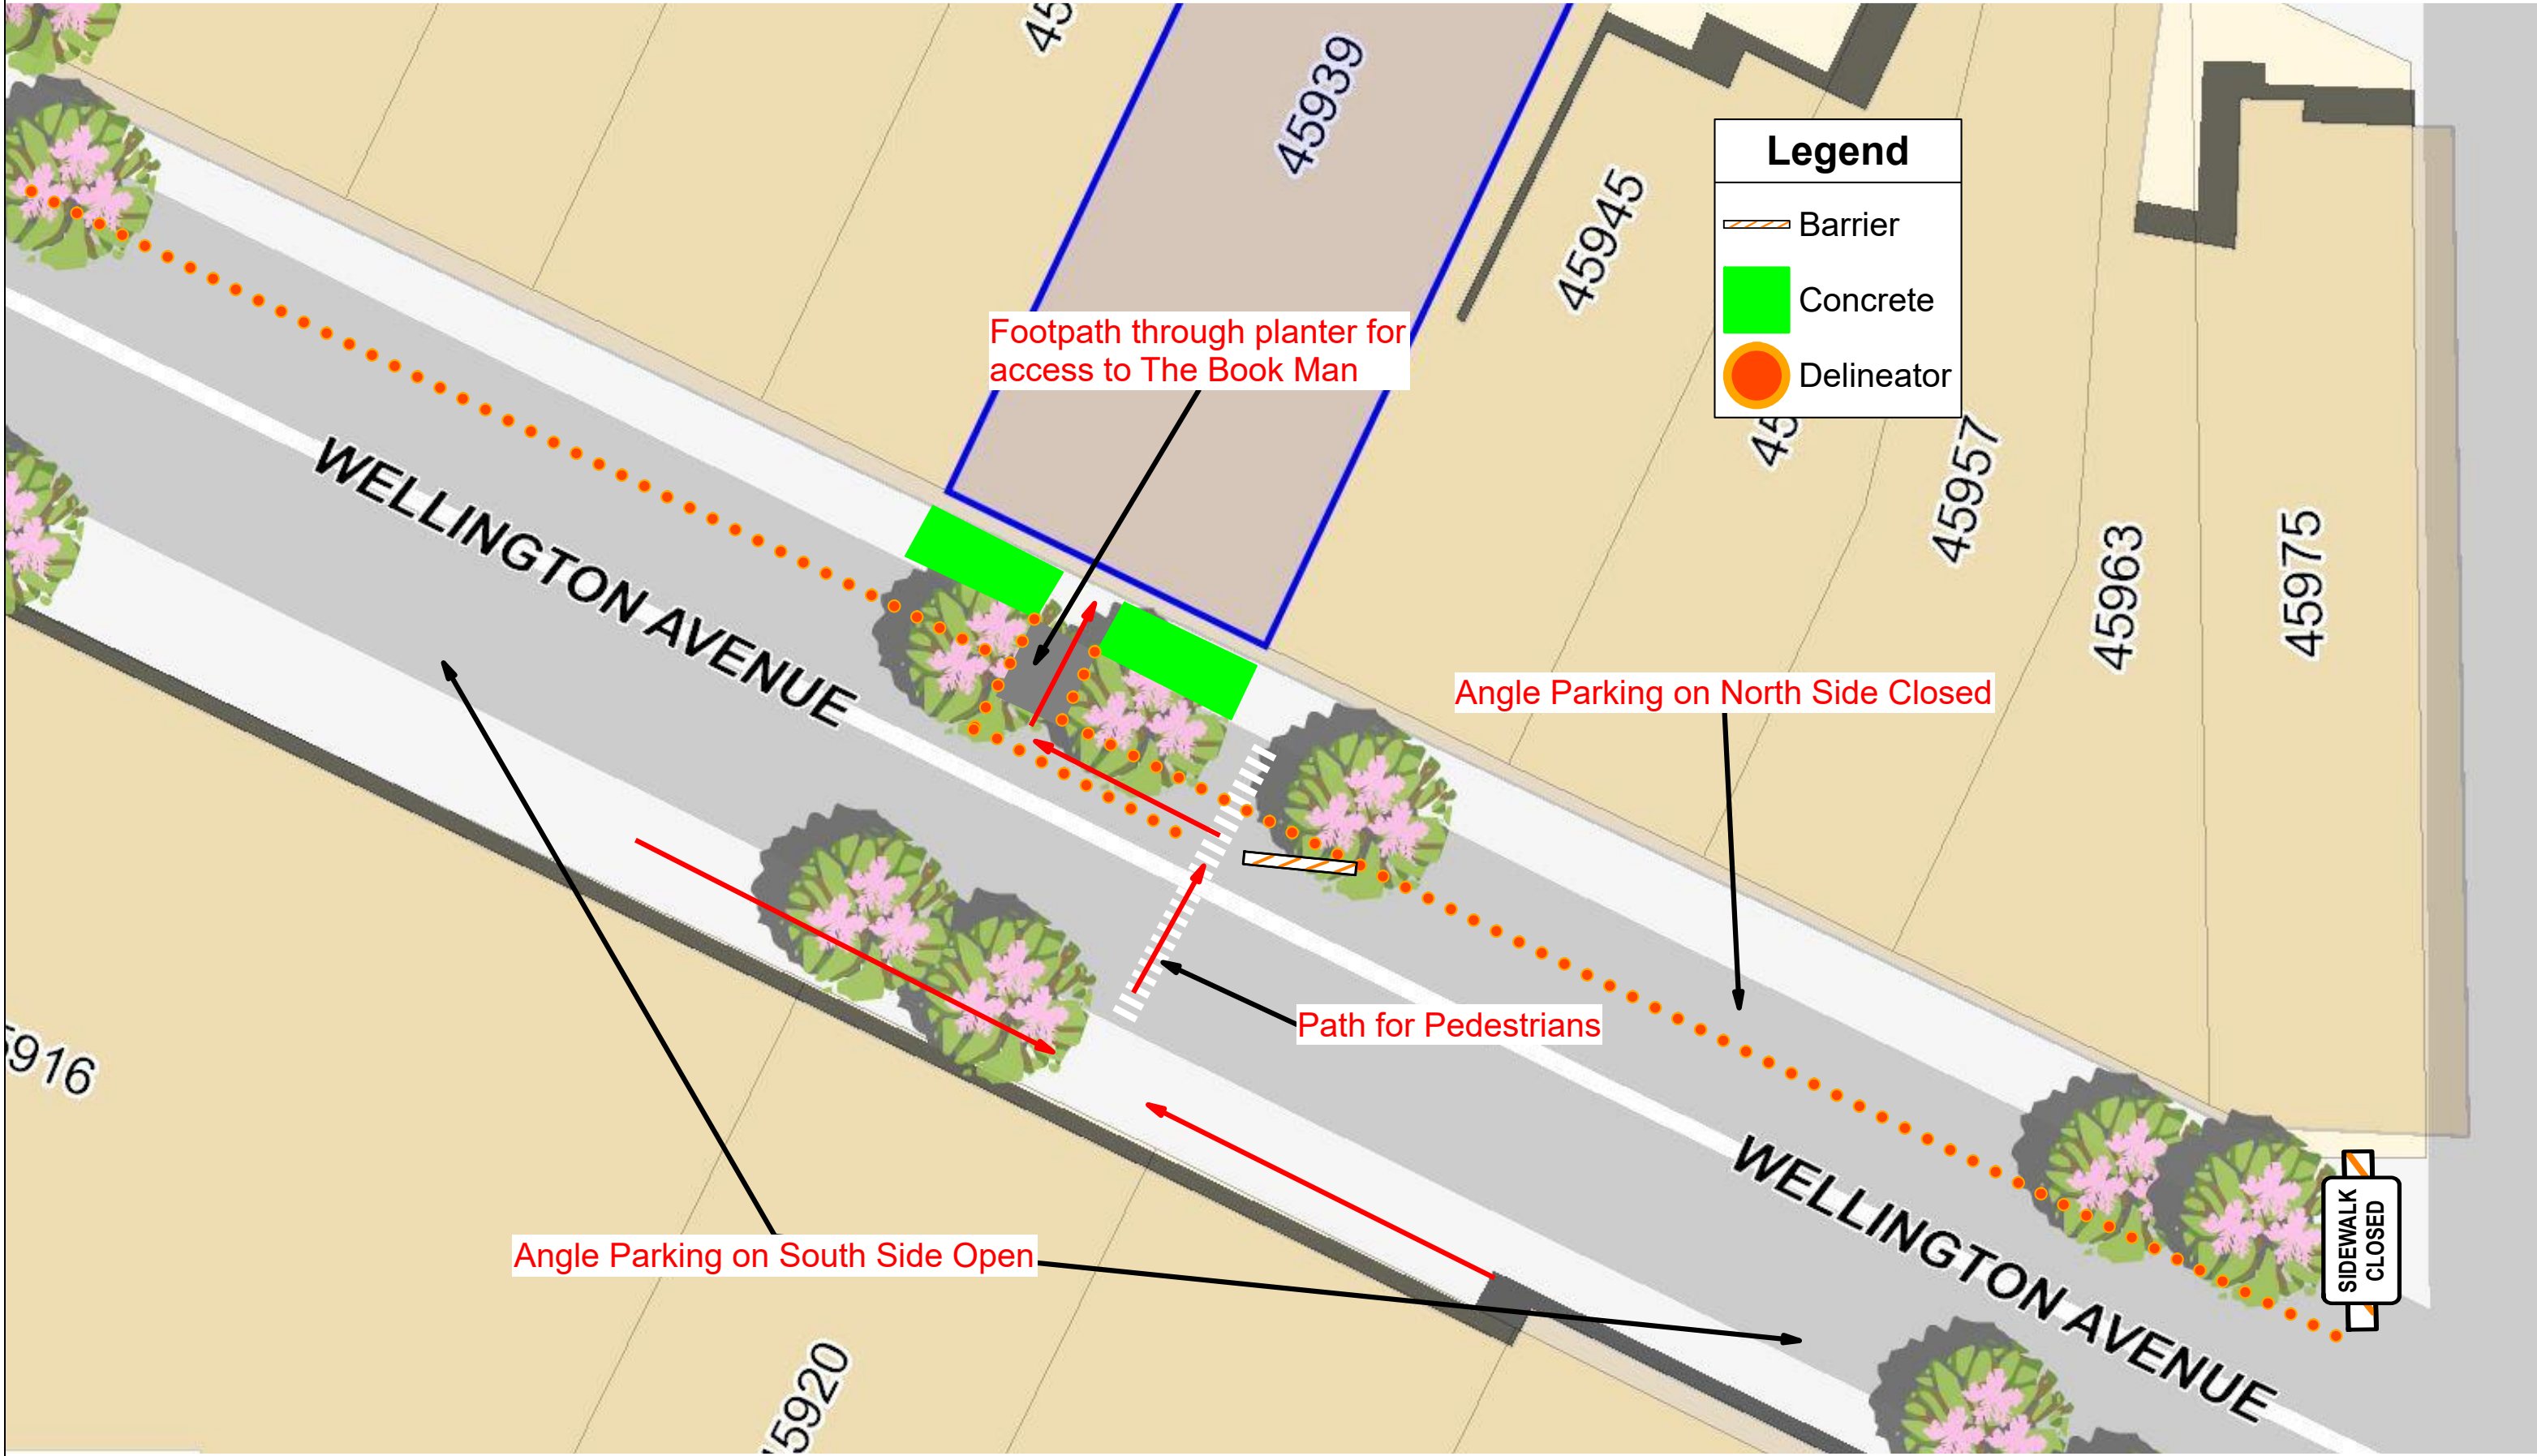 45939
45945
Legend
Barrier
Concrete
Delineator
Footpath through planter for
access to The Book Man
45957
45963
45975
WELLINGTON AVENUE
Angle Parking on North Side Closed
Path for Pedestrians
WELLINGTON AVENUE
SIDEWALK
CLOSED
Angle Parking on South Side Open
5916
5920